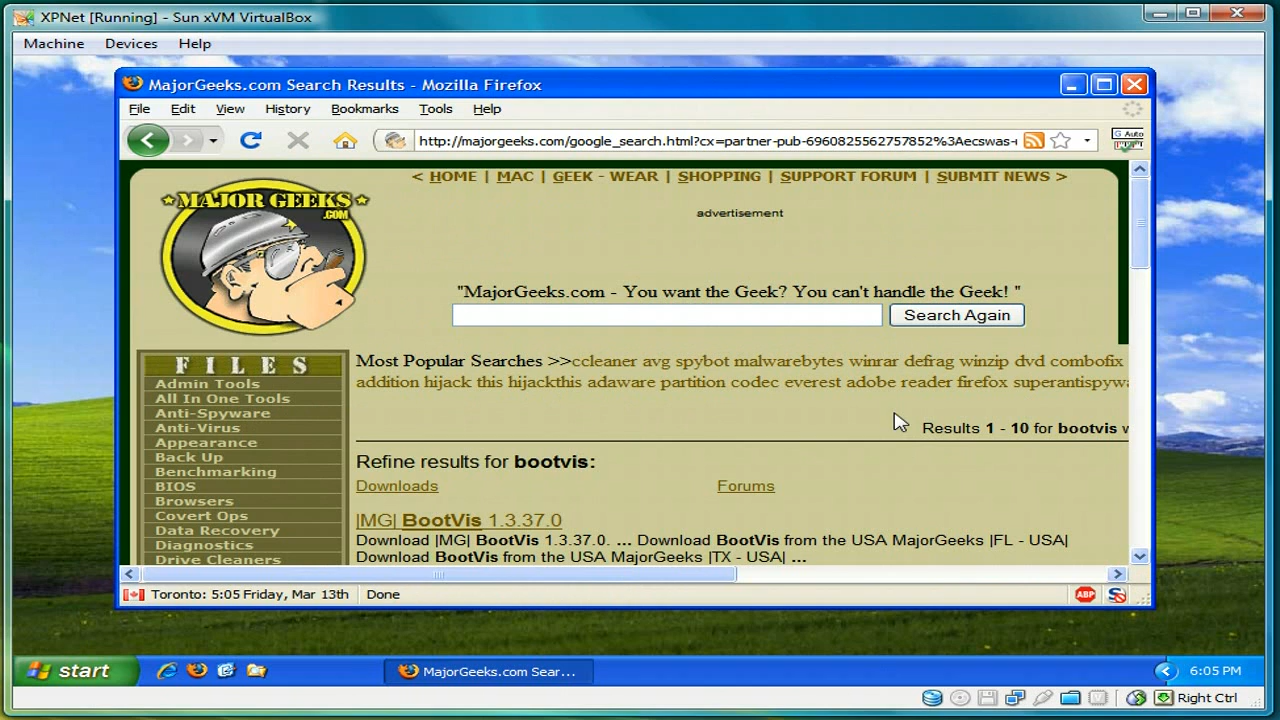 XPNet [Running] - Sun xVM VirtualBox
Machine Devices Help
MajorGeeks.com Search Results - Mozilla Firefox
File Edit View History Bookmarks Tools Help
http://majorgeeks.com/google_search.html?cx=partner-pub-6960825562757852%3Aecswas-
G Auto
< HOME | MAC | GEEK - WEAR | SHOPPING | SUPPORT FORUM | SUBMIT NEWS >
MAJOR GEEKS
.COM
advertisement
"MajorGeeks.com - You want the Geek? You can't handle the Geek! "
Search Again
FILES
Admin Tools
All In One Tools
Anti-Spyware
Anti-Virus
Appearance
Back Up
Benchmarking
BIOS
Browsers
Covert Ops
Data Recovery
Diagnostics
Drive Cleaners
Most Popular Searches >>ccleaner avg spybot malwarebytes winrar defrag winzip dvd combofix
addition hijack this hijackthis adaware partition codec everest adobe reader firefox superantispywa
Results 1 - 10 for bootvis w
Refine results for bootvis:
Downloads Forums
|MG| BootVis 1.3.37.0
Download |MG| BootVis 1.3.37.0. ... Download BootVis from the USA MajorGeeks |FL - USA|
Download BootVis from the USA MajorGeeks |TX - USA| ...
Toronto: 5:05 Friday, Mar 13th Done
ABP
start
MajorGeeks.com Sear...
6:05 PM
Right Ctrl